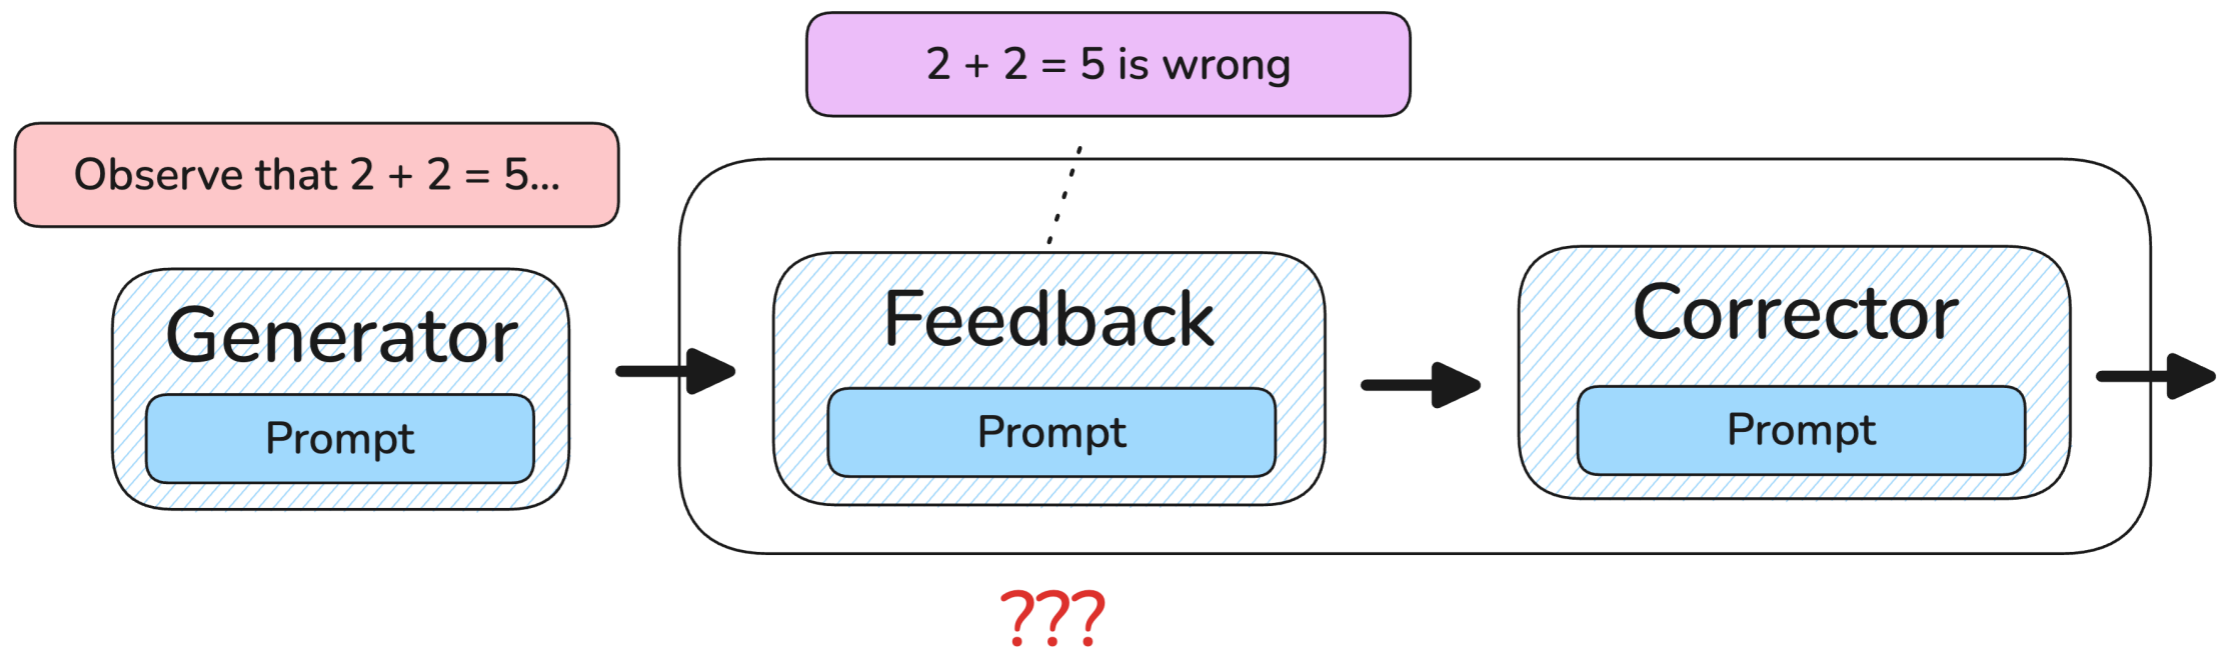 2 + 2 = 5 is wrong
Observe that 2 + 2 = 5...
Generator
Prompt
Feedback
Prompt
Corrector
Prompt
???